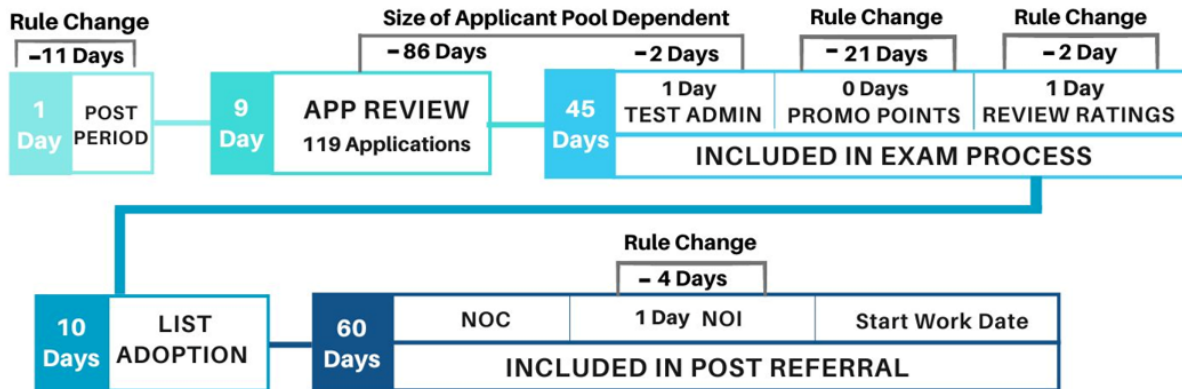 Rule Change
–11 Days
1
Day
POST
PERIOD
9
Day
APP REVIEW
119 Applications
Size of Applicant Pool Dependent
–86 Days
–2 Days
Rule Change
– 21 Days
Rule Change
–2 Day
45
Days
1 Day
TEST ADMIN
0 Days
PROMO POINTS
1 Day
REVIEW RATINGS
INCLUDED IN EXAM PROCESS
10
Days
LIST
ADOPTION
60
Days
NOC
Rule Change
– 4 Days
1 Day NOI
Start Work Date
INCLUDED IN POST REFERRAL